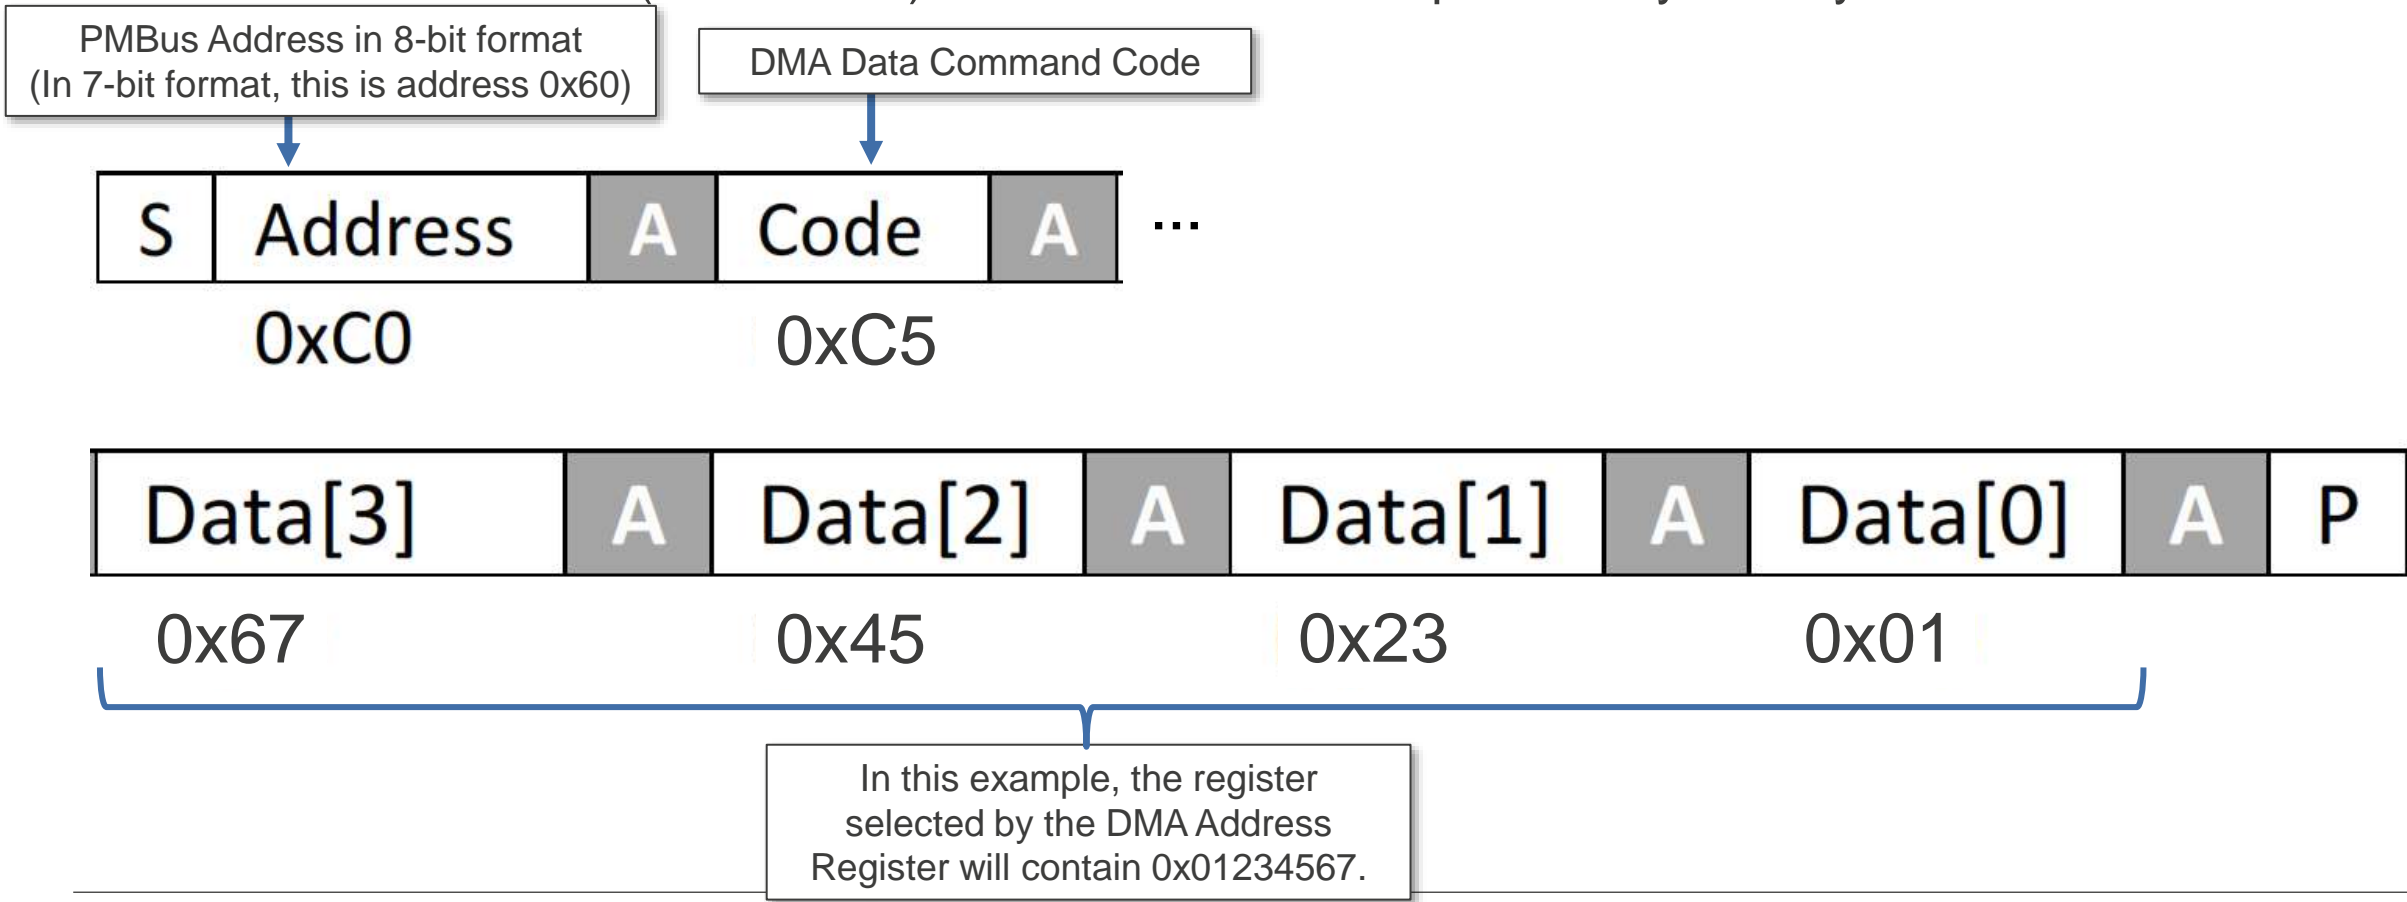 PMBus Address in 8-bit format
(In 7-bit format, this is address 0x60)
DMA Data Command Code
S Address A Code A ...
0xC0 0xC5
Data[3] A Data[2] A Data[1] A Data[0] A P
0x67 0x45 0x23 0x01
In this example, the register
selected by the DMA Address
Register will contain 0x01234567.